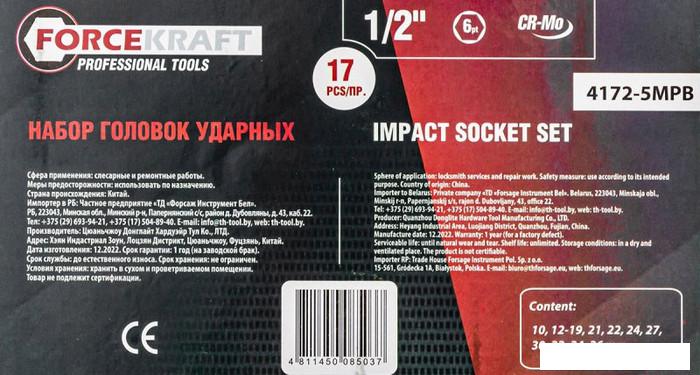 FORCEKRAFT
PROFESSIONAL TOOLS
1/2"
6pt
CR-Mo
17
PCS/ПР.
4172-5MPB
НАБОР ГОЛОВОК УДАРНЫХ
Сфера применения: слесарные и ремонтные работы.
Меры предосторожности: использовать по назначению.
Страна происхождения: Китай.
Импортер в РБ: Частное предприятие «ТД «Форсаж Инструмент Бел».
РБ, 223043, Минская обл., Минский р-н, Папернянский с/с, район д. Дубовляны, д. 43, каб. 22.
Тел: +375 (29) 693-94-21, +375 (17) 504-89-40. E-mail: info@th-tool.by, web: th-tool.by.
Производитель: Цюаньчжоу Донглайт Хардуэйр Тул Ко., ЛТД.
Адрес: Хэян Индастриал Зоун, Лоцзян Дистрикт, Цюаньчжоу, Фуцзянь, Китай.
Дата изготовления: 12.2022. Срок гарантии: 1 год (на заводской брак).
Срок службы: до естественного износа. Срок хранения: не ограничен.
Условия хранения: хранить в сухом и проветриваемом помещении.
Товар не подлежит сертификации.
IMPACT SOCKET SET
Sphere of application: locksmith services and repair work. Safety measure: use according to its intended
purpose. Country of origin: China.
Importer to Belarus: Private company «TD «Forsage Instrument Bel». Belarus, 223043, Minskaja obl.,
Minskij r-n, Papernjanskij s/s, rajon d. Dubovljany, 43, office 22.
Tel: +375 (29) 693-94-21, +375 (17) 504-89-40. E-mail: info@th-tool.by, web: th-tool.by.
Producer: Quanzhou Donglite Hardware Tool Manufacturing Co., LTD.
Address: Heyang Industrial Area, Luojiang District, Quanzhou, Fujian, China.
Manufacture date: 12.2022. Warranty: 1 year (for a factory defect).
Serviceable life: until natural wear and tear. Shelf life: unlimited. Storage conditions: in a dry and
ventilated place. The product is not certifiable.
Importer RP: Trade House Forsage Instrument Pol. Sp. z o.o.
15-561, Gródecka 1A, Białystok, Polska. E-mail: biuro@thforsage.eu, web: thforsage.eu.
CE
4 811450 085037
Content:
10, 12-19, 21, 22, 24, 27,